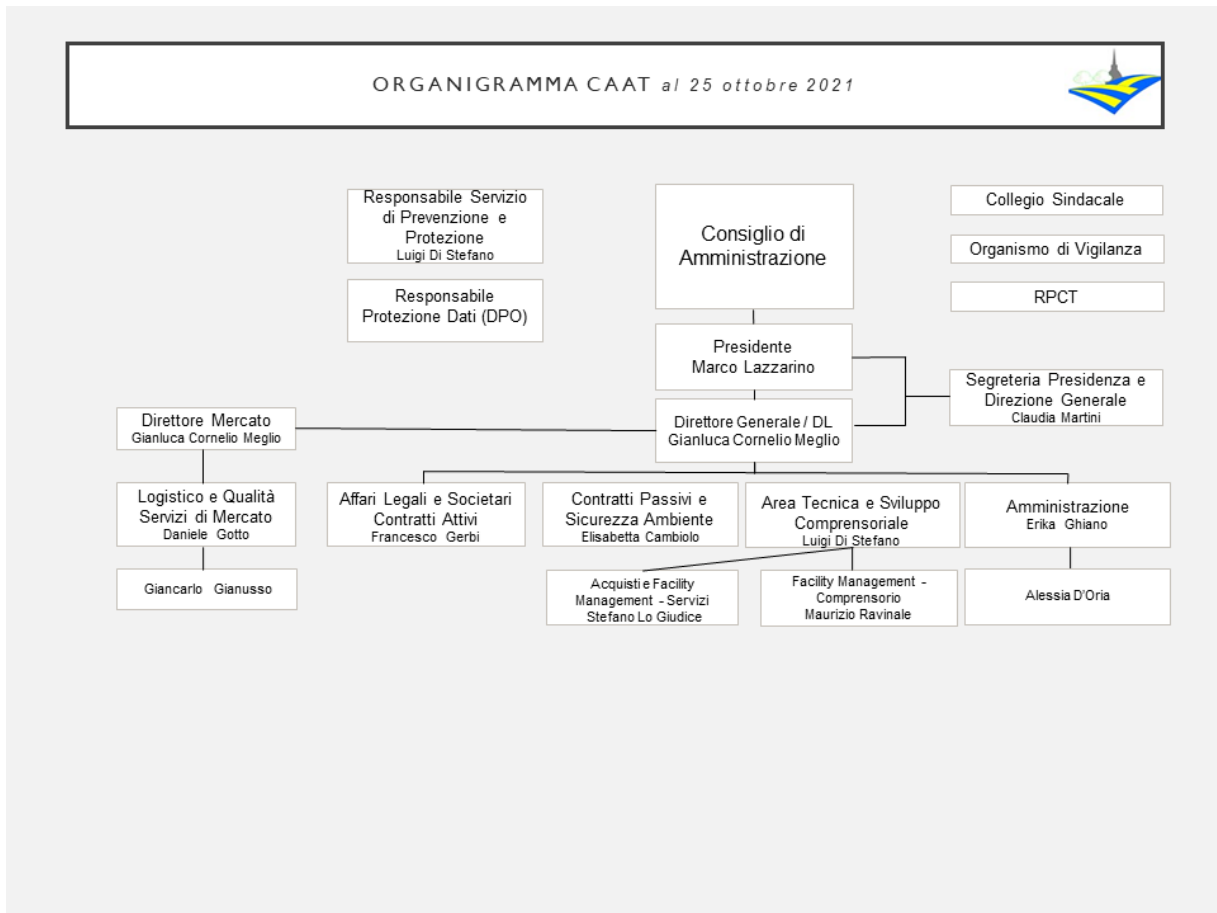 ORGANIGRAMMA CAAT al 25 ottobre 2021
Responsabile Servizio
di Prevenzione e
Protezione
Luigi Di Stefano
Consiglio di
Amministrazione
Collegio Sindacale
Organismo di Vigilanza
Responsabile
Protezione Dati (DPO)
RPCT
Presidente
Marco Lazzarino
Segreteria Presidenza e
Direzione Generale
Claudia Martini
Direttore Mercato
Gianluca Cornelio Meglio
Direttore Generale / DL
Gianluca Cornelio Meglio
Logistico e Qualità
Servizi di Mercato
Daniele Gotto
Affari Legali e Societari
Contratti Attivi
Francesco Gerbi
Contratti Passivi e
Sicurezza Ambiente
Elisabetta Cambiolo
Area Tecnica e Sviluppo
Comprensoriale
Luigi Di Stefano
Amministrazione
Erika Ghiano
Giancarlo Gianusso
Acquisti e Facility
Management - Servizi
Stefano Lo Giudice
Facility Management -
Comprensorio
Maurizio Ravinale
Alessia D'Oria